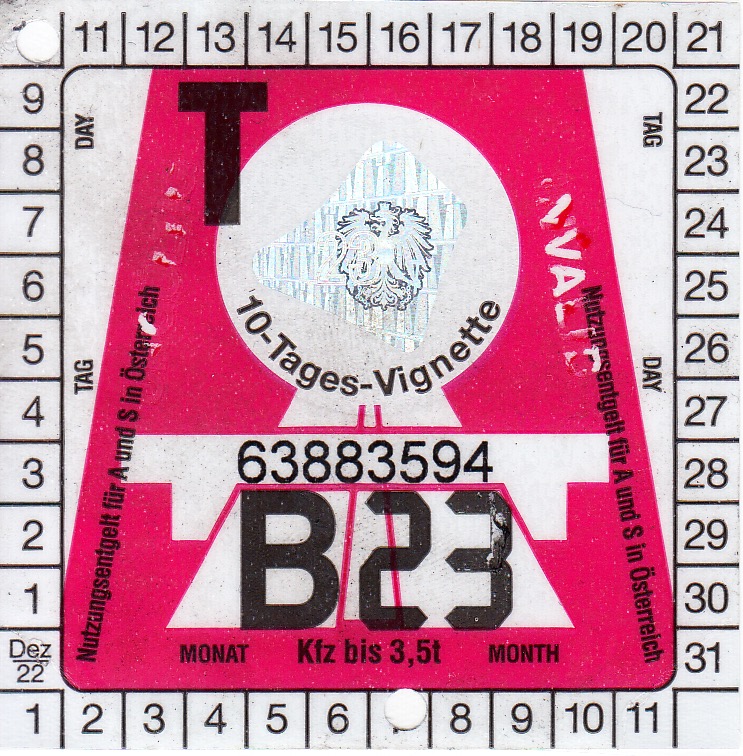 11 12 13 14 15 16 17 18 19 20 21
9 22
8 23
7 24
6 25
5 26
4 27
3 28
2 29
1 30
Dez
22
31
1 2 3 4 5 6 8 9 10 11
DAY
TAG
TAG
DAY
T
10-Tages-Vignette
Nutzungsentgelt für A und S in Österreich
Nutzungsentgelt für A und S in Österreich
63883594
B23
MONAT Kfz bis 3,5t MONTH